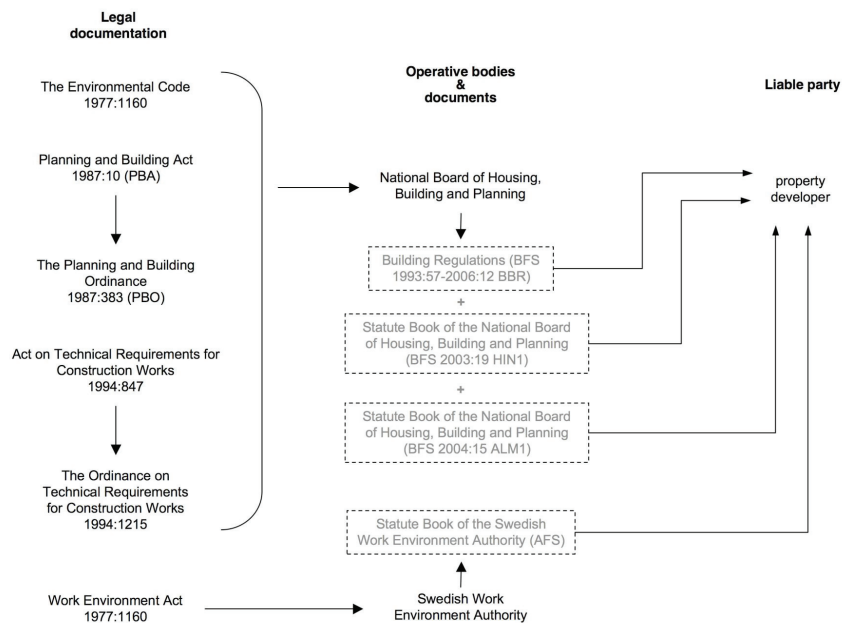 Legal
documentation
The Environmental Code
1977:1160
Planning and Building Act
1987:10 (PBA)
The Planning and Building
Ordinance
1987:383 (PBO)
Act on Technical Requirements for
Construction Works
1994:847
The Ordinance on
Technical Requirements
for Construction Works
1994:1215
Work Environment Act
1977:1160
Operative bodies
&
documents
National Board of Housing,
Building and Planning
Building Regulations (BFS
1993:57-2006:12 BBR)
+
Statute Book of the National Board
of Housing, Building and Planning
(BFS 2003:19 HIN1)
+
Statute Book of the National Board
of Housing, Building and Planning
(BFS 2004:15 ALM1)
Statute Book of the Swedish
Work Environment Authority (AFS)
Swedish Work
Environment Authority
Liable party
property
developer